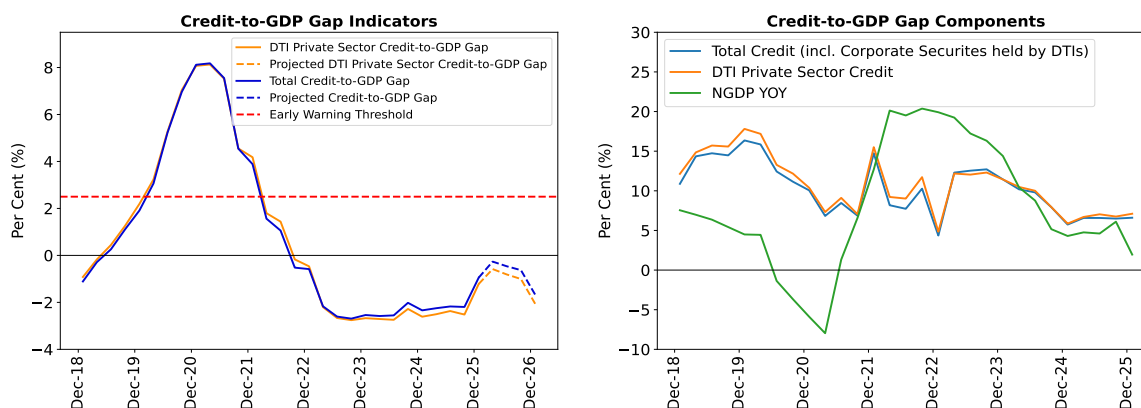 Credit-to-GDP Gap Indicators
Per Cent (%)
8
6
4
2
0
−2
−4
DTI Private Sector Credit-to-GDP Gap
Projected DTI Private Sector Credit-to-GDP Gap
Total Credit-to-GDP Gap
Projected Credit-to-GDP Gap
Early Warning Threshold
Dec-18
Dec-19
Dec-20
Dec-21
Dec-22
Dec-23
Dec-24
Dec-25
Dec-26
Credit-to-GDP Gap Components
Per Cent (%)
30
25
20
15
10
5
0
−5
−10
Total Credit (incl. Corporate Securites held by DTIs)
DTI Private Sector Credit
NGDP YOY
Dec-18
Dec-19
Dec-20
Dec-21
Dec-22
Dec-23
Dec-24
Dec-25